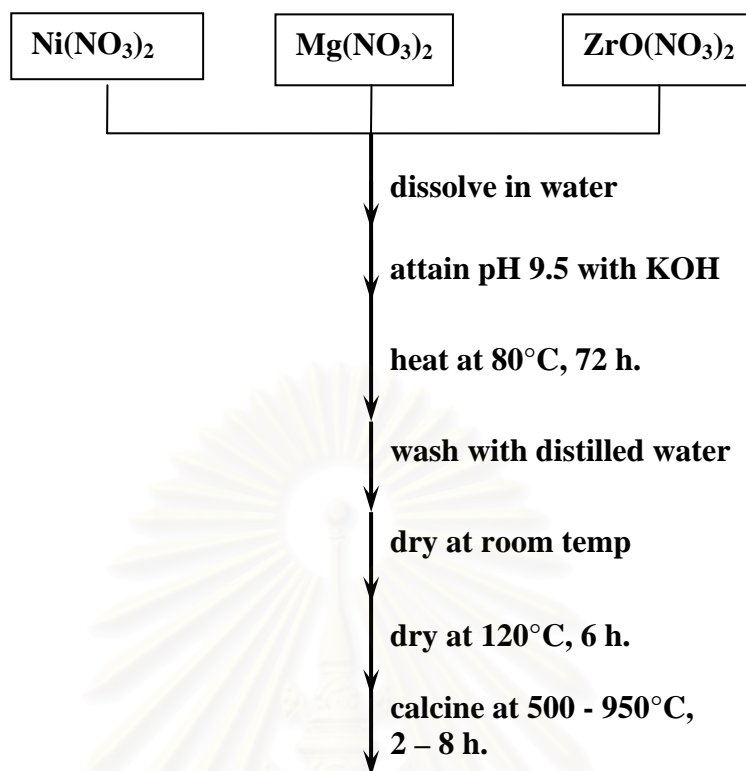 Ni(NO₃)₂
Mg(NO₃)₂
ZrO(NO₃)₂
dissolve in water
attain pH 9.5 with KOH
heat at 80°C, 72 h.
wash with distilled water
dry at room temp
dry at 120°C, 6 h.
calcine at 500 - 950°C,
2 – 8 h.